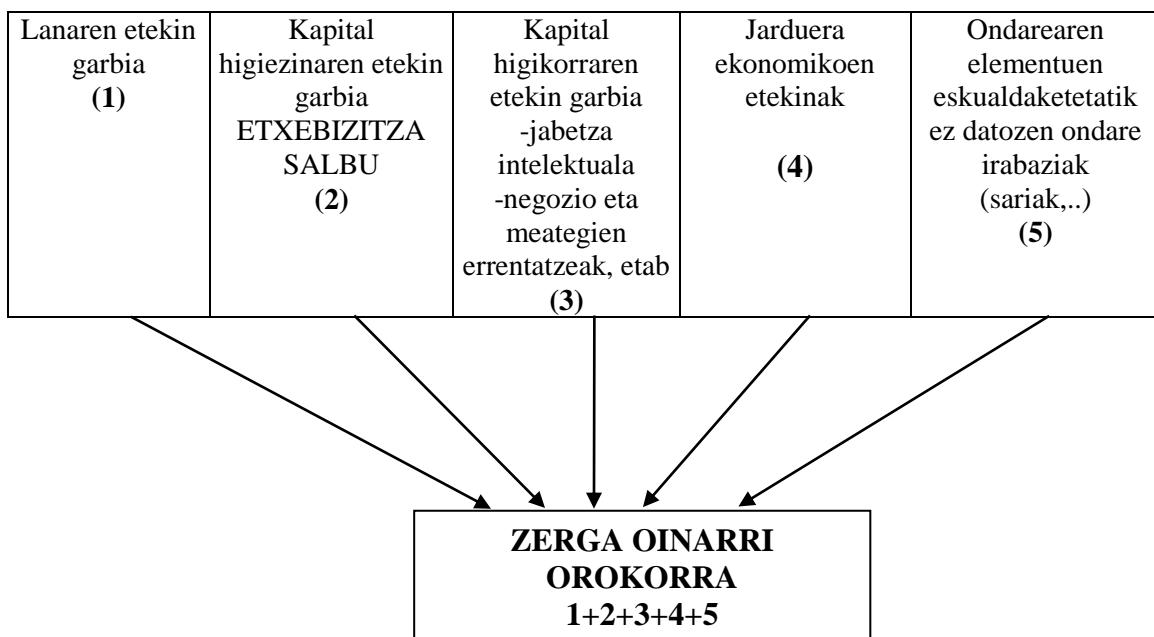 Lanaren etekin
garbia
(1)
Kapital
higiezinaren etekin
garbia
ETXEBIZITZA
SALBU
(2)
Kapital
higikorraren
etekin garbia
-jabetza
intelektuala
-negozio eta
meategien
errentatzeak, etab
(3)
Jarduera
ekonomikoen
etekinak
(4)
Ondarearen
elementuen
eskualdaketetatik
ez datozen ondare
irabaziak
(sariak,..)
(5)
ZERGA OINARRI
OROKORRA
1+2+3+4+5